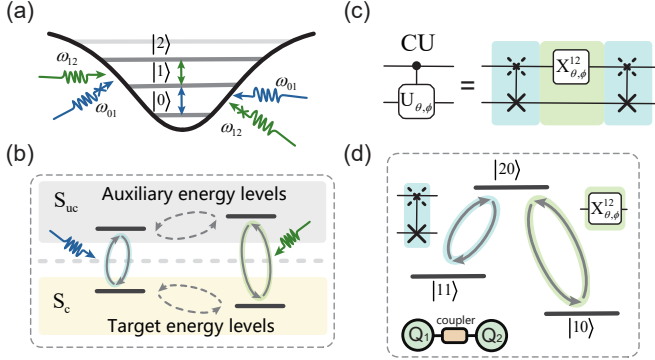 (a)
|2⟩
|1⟩
|0⟩
ω12
ω01
ω01
ω12
(b)
Suc
Auxiliary energy levels
Sc
Target energy levels
(c)
CU
Uθ,ϕ
=
X12θ,ϕ
(d)
|20⟩
X12θ,ϕ
|11⟩
|10⟩
coupler
Q1
Q2